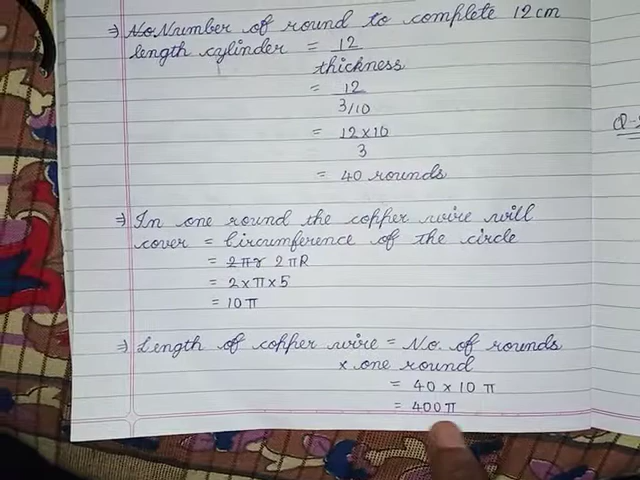 ⇒ No. Number of round to complete 12 cm
length cylinder = 12
thickness
= 12
3/10
= 12×10
3
= 40 rounds
⇒ In one round the copper wire will
cover = Circumference of the circle
= 2πr 2πR
= 2×π×5
= 10π
⇒ Length of copper wire = No. of rounds
× one round
= 40 × 10 π
= 400π